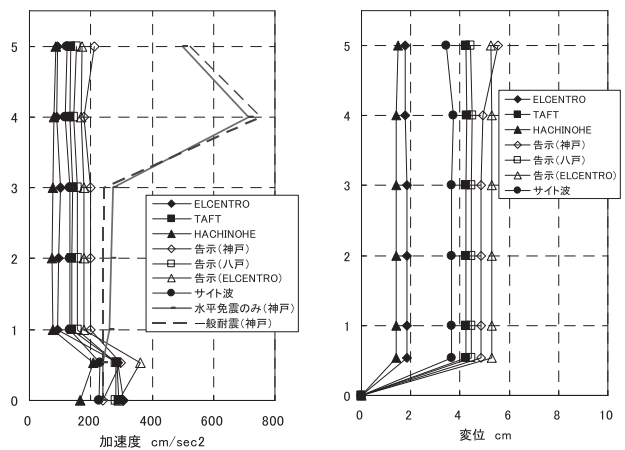 5
4
3
2
1
0
0 200 400 600 800
加速度 cm/sec2
ELCENTRO
TAFT
HACHINOHE
告示(神戸)
告示(八戸)
告示(ELCENTRO)
サイト波
水平免震のみ(神戸)
一般耐震(神戸)
5
4
3
2
1
0
0 2 4 6 8 10
変位 cm
ELCENTRO
TAFT
HACHINOHE
告示(神戸)
告示(八戸)
告示(ELCENTRO)
サイト波